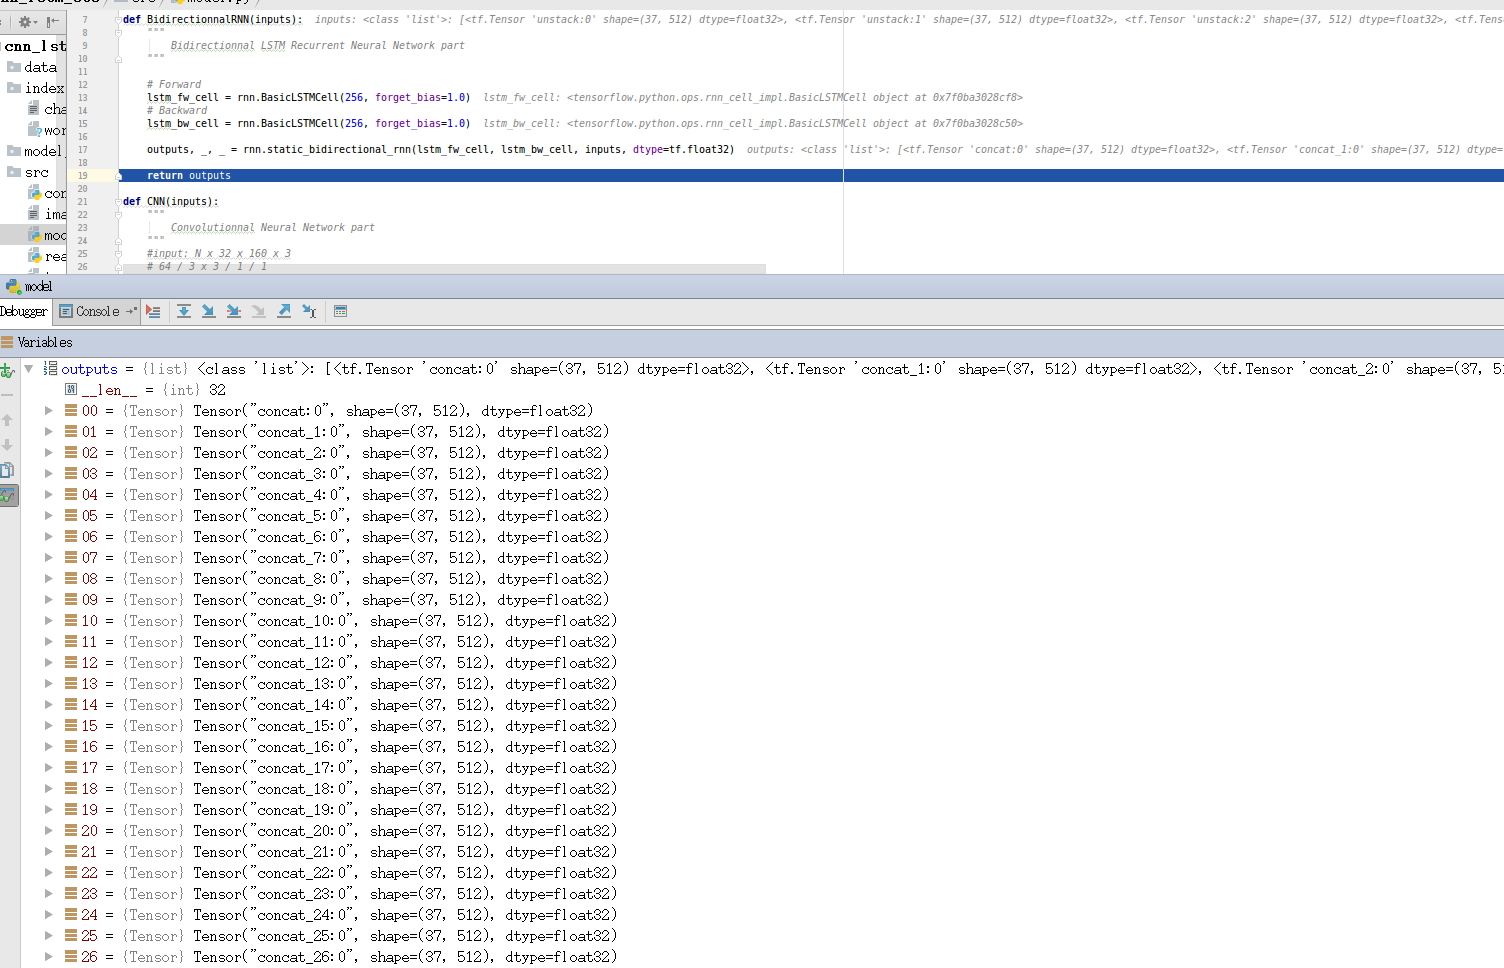 7 def BidirectionnalRNN(inputs): inputs: <class 'list'>: [<tf.Tensor 'unstack:0' shape=(37, 512) dtype=float32>, <tf.Tensor 'unstack:1' shape=(37, 512) dtype=float32>, <tf.Tensor 'unstack:2' shape=(37, 512) dtype=float32>, <tf.Tens
8 """
9 Bidirectionnal LSTM Recurrent Neural Network part
10 """
11
12 # Forward
13 lstm_fw_cell = rnn.BasicLSTMCell(256, forget_bias=1.0) lstm_fw_cell: <tensorflow.python.ops.rnn_cell_impl.BasicLSTMCell object at 0x7f0ba3028cf8>
14 # Backward
15 lstm_bw_cell = rnn.BasicLSTMCell(256, forget_bias=1.0) lstm_bw_cell: <tensorflow.python.ops.rnn_cell_impl.BasicLSTMCell object at 0x7f0ba3028c50>
16
17 outputs, _, _ = rnn.static_bidirectional_rnn(lstm_fw_cell, lstm_bw_cell, inputs, dtype=tf.float32) outputs: <class 'list'>: [<tf.Tensor 'concat:0' shape=(37, 512) dtype=float32>, <tf.Tensor 'concat_1:0' shape=(37, 512) dtype=
18
19 return outputs
20
21 def CNN(inputs):
22 """
23 Convolutionnal Neural Network part
24 """
25 #input: N x 32 x 160 x 3
26 # 64 / 3 x 3 / 1 / 1
cnn_lst
data
index
cha
wor
model
src
con
ima
mod
rea
model
Debugger Console
Variables
outputs = {list} <class 'list'>: [<tf.Tensor 'concat:0' shape=(37, 512) dtype=float32>, <tf.Tensor 'concat_1:0' shape=(37, 512) dtype=float32>, <tf.Tensor 'concat_2:0' shape=(37, 51
__len__ = {int} 32
00 = {Tensor} Tensor("concat:0", shape=(37, 512), dtype=float32)
01 = {Tensor} Tensor("concat_1:0", shape=(37, 512), dtype=float32)
02 = {Tensor} Tensor("concat_2:0", shape=(37, 512), dtype=float32)
03 = {Tensor} Tensor("concat_3:0", shape=(37, 512), dtype=float32)
04 = {Tensor} Tensor("concat_4:0", shape=(37, 512), dtype=float32)
05 = {Tensor} Tensor("concat_5:0", shape=(37, 512), dtype=float32)
06 = {Tensor} Tensor("concat_6:0", shape=(37, 512), dtype=float32)
07 = {Tensor} Tensor("concat_7:0", shape=(37, 512), dtype=float32)
08 = {Tensor} Tensor("concat_8:0", shape=(37, 512), dtype=float32)
09 = {Tensor} Tensor("concat_9:0", shape=(37, 512), dtype=float32)
10 = {Tensor} Tensor("concat_10:0", shape=(37, 512), dtype=float32)
11 = {Tensor} Tensor("concat_11:0", shape=(37, 512), dtype=float32)
12 = {Tensor} Tensor("concat_12:0", shape=(37, 512), dtype=float32)
13 = {Tensor} Tensor("concat_13:0", shape=(37, 512), dtype=float32)
14 = {Tensor} Tensor("concat_14:0", shape=(37, 512), dtype=float32)
15 = {Tensor} Tensor("concat_15:0", shape=(37, 512), dtype=float32)
16 = {Tensor} Tensor("concat_16:0", shape=(37, 512), dtype=float32)
17 = {Tensor} Tensor("concat_17:0", shape=(37, 512), dtype=float32)
18 = {Tensor} Tensor("concat_18:0", shape=(37, 512), dtype=float32)
19 = {Tensor} Tensor("concat_19:0", shape=(37, 512), dtype=float32)
20 = {Tensor} Tensor("concat_20:0", shape=(37, 512), dtype=float32)
21 = {Tensor} Tensor("concat_21:0", shape=(37, 512), dtype=float32)
22 = {Tensor} Tensor("concat_22:0", shape=(37, 512), dtype=float32)
23 = {Tensor} Tensor("concat_23:0", shape=(37, 512), dtype=float32)
24 = {Tensor} Tensor("concat_24:0", shape=(37, 512), dtype=float32)
25 = {Tensor} Tensor("concat_25:0", shape=(37, 512), dtype=float32)
26 = {Tensor} Tensor("concat_26:0", shape=(37, 512), dtype=float32)